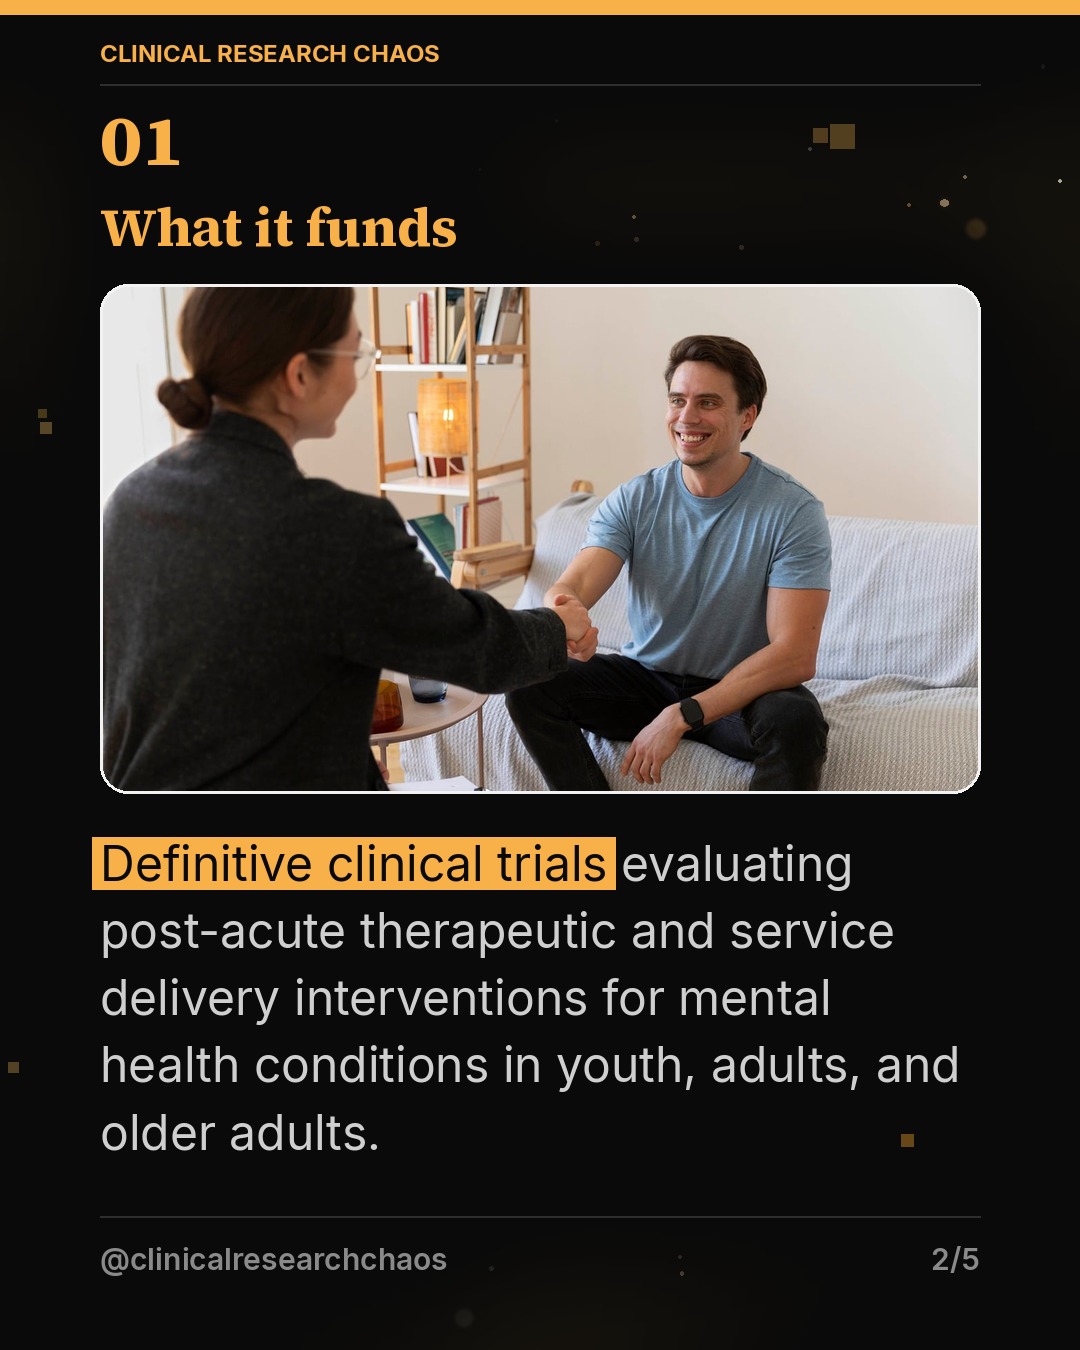 CLINICAL RESEARCH CHAOS
01
What it funds
Definitive clinical trials evaluating
post-acute therapeutic and service
delivery interventions for mental
health conditions in youth, adults, and
older adults.
@clinicalresearchchaos
2/5